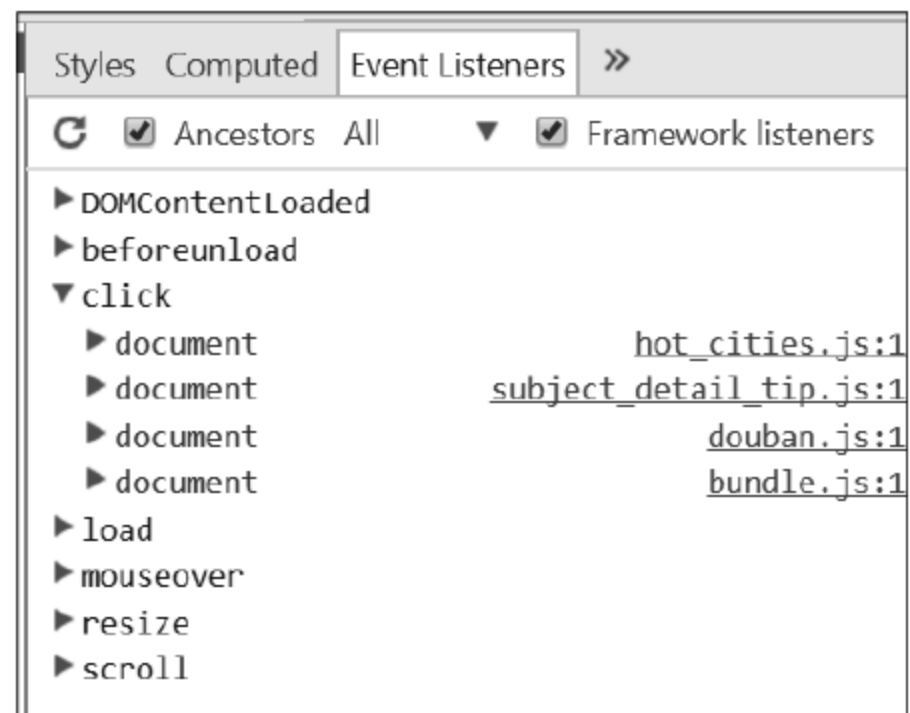 Styles Computed Event Listeners »
Ancestors All Framework listeners
DOMContentLoaded
beforeunload
click
document hot_cities.js:1
document subject_detail_tip.js:1
document douban.js:1
document bundle.js:1
load
mouseover
resize
scroll